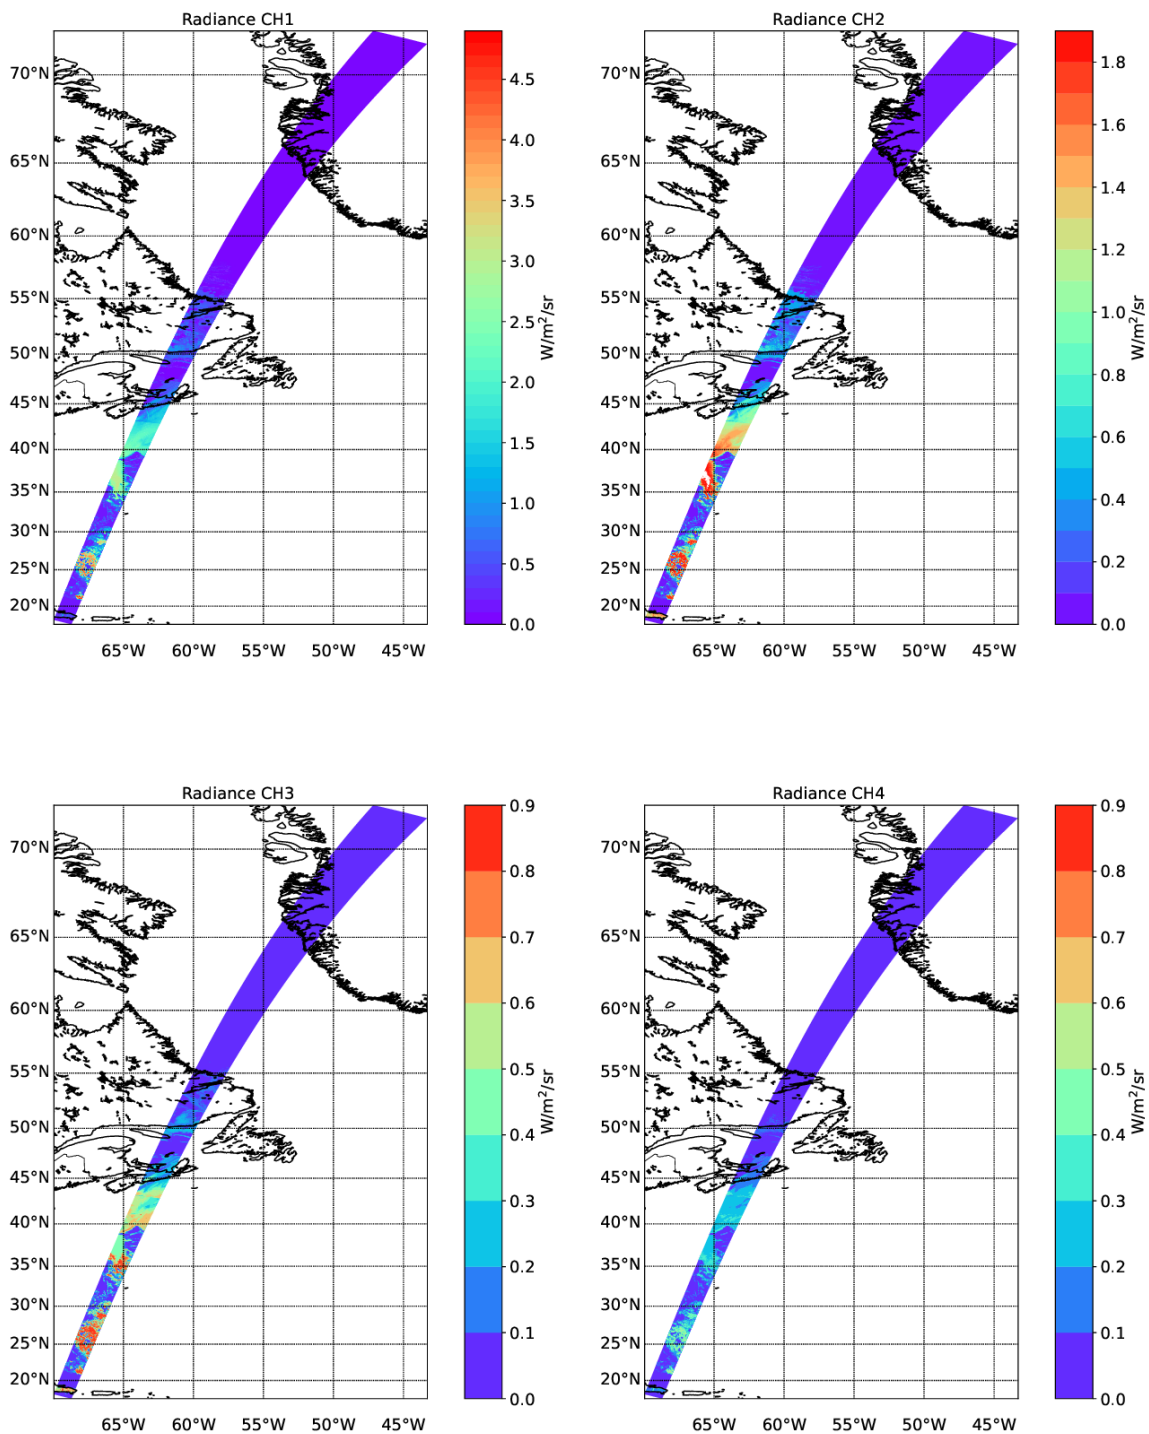 Radiance CH1
70°N
65°N
60°N
55°N
50°N
45°N
40°N
35°N
30°N
25°N
20°N
65°W 60°W 55°W 50°W 45°W
4.5
4.0
3.5
3.0
2.5
2.0
1.5
1.0
0.5
0.0
W/m²/sr
Radiance CH2
70°N
65°N
60°N
55°N
50°N
45°N
40°N
35°N
30°N
25°N
20°N
65°W 60°W 55°W 50°W 45°W
1.8
1.6
1.4
1.2
1.0
0.8
0.6
0.4
0.2
0.0
W/m²/sr
Radiance CH3
70°N
65°N
60°N
55°N
50°N
45°N
40°N
35°N
30°N
25°N
20°N
65°W 60°W 55°W 50°W 45°W
0.9
0.8
0.7
0.6
0.5
0.4
0.3
0.2
0.1
0.0
W/m²/sr
Radiance CH4
70°N
65°N
60°N
55°N
50°N
45°N
40°N
35°N
30°N
25°N
20°N
65°W 60°W 55°W 50°W 45°W
0.9
0.8
0.7
0.6
0.5
0.4
0.3
0.2
0.1
0.0
W/m²/sr